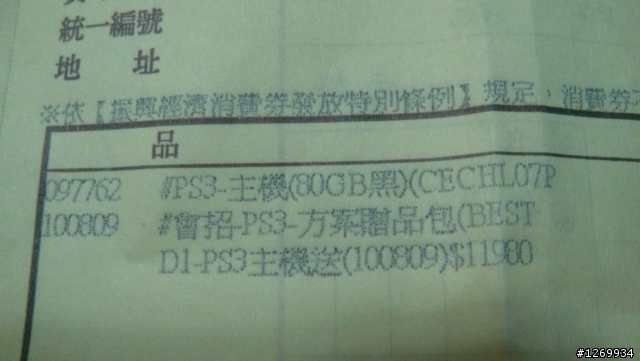 統一編號
地 址
※依【振興經濟消費券發放特別條例】規定，消費券
品
097762 #PS3-主機(80GB黑)(CECHL07P
100809 #會招-PS3-方案贈品包(BEST
D1-PS3主機送(100809)$11980
#1269934